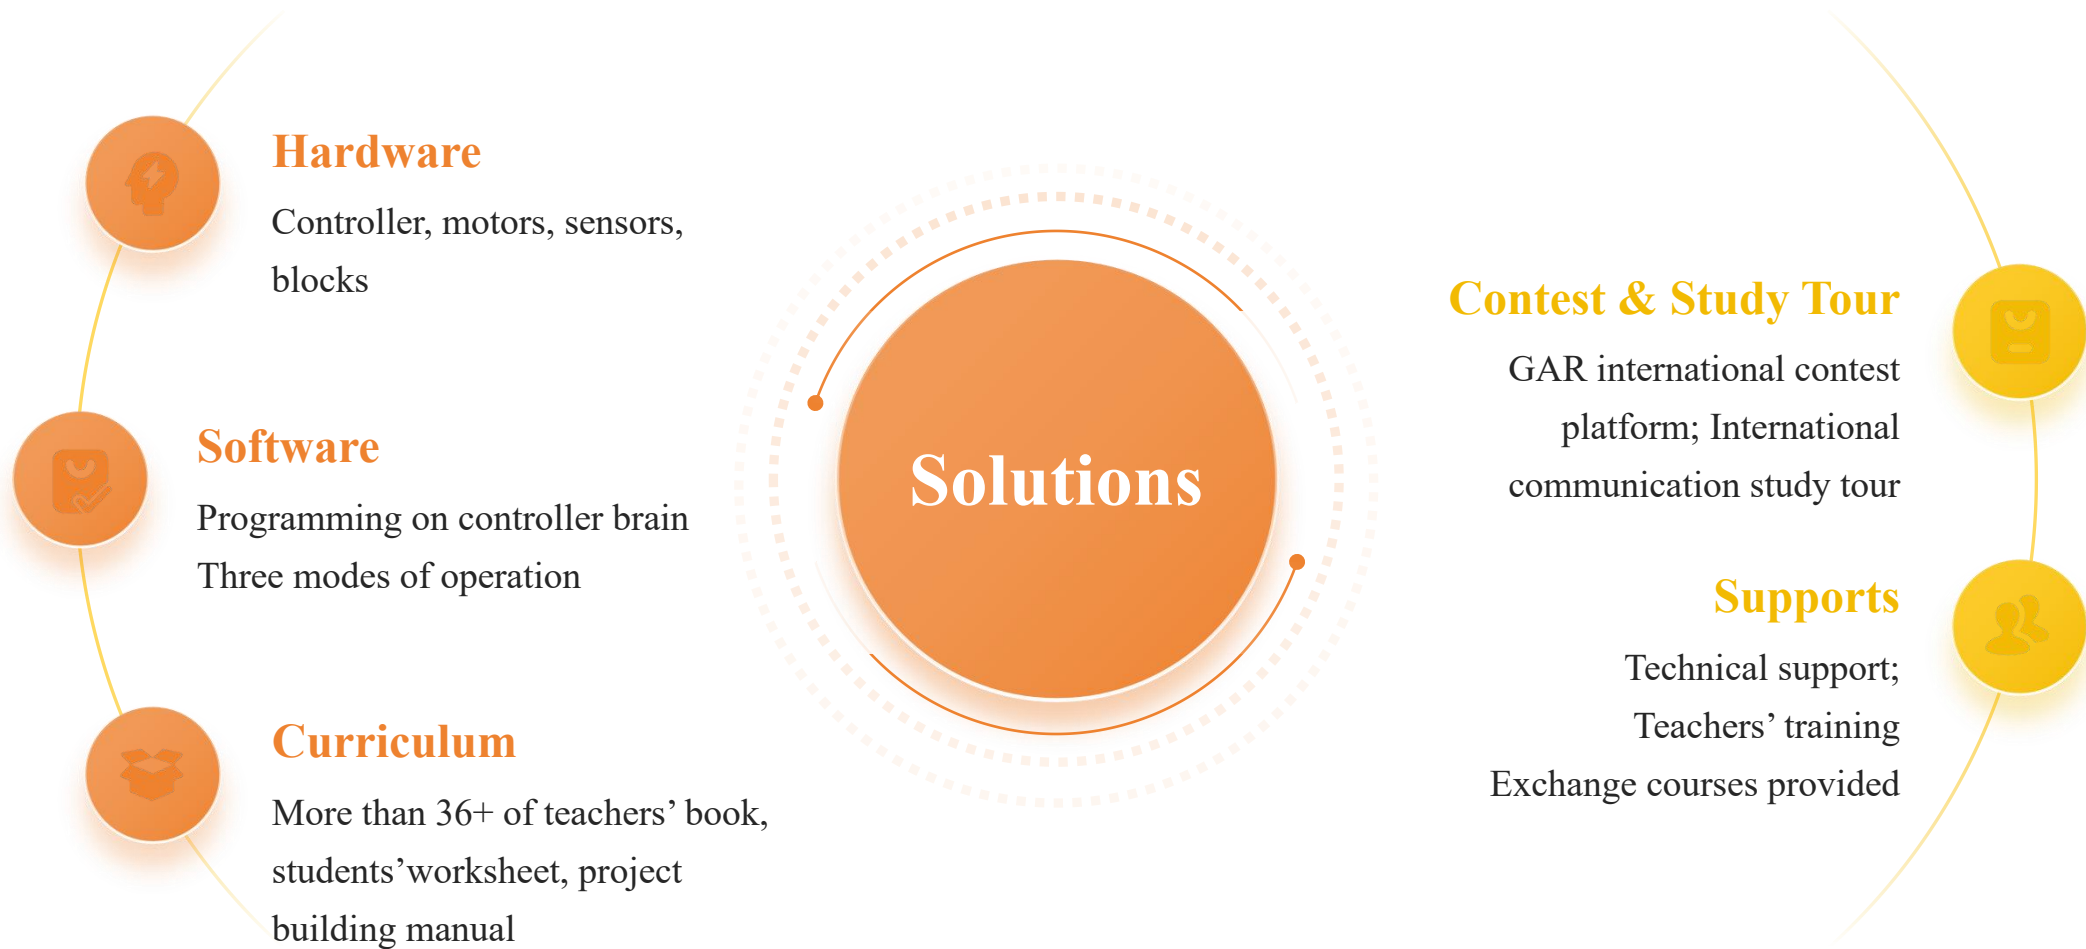 Hardware
Controller, motors, sensors,
blocks
Software
Programming on controller brain
Three modes of operation
Curriculum
More than 36+ of teachers’ book,
students’worksheet, project
building manual
Solutions
Contest & Study Tour
GAR international contest
platform; International
communication study tour
Supports
Technical support;
Teachers’ training
Exchange courses provided